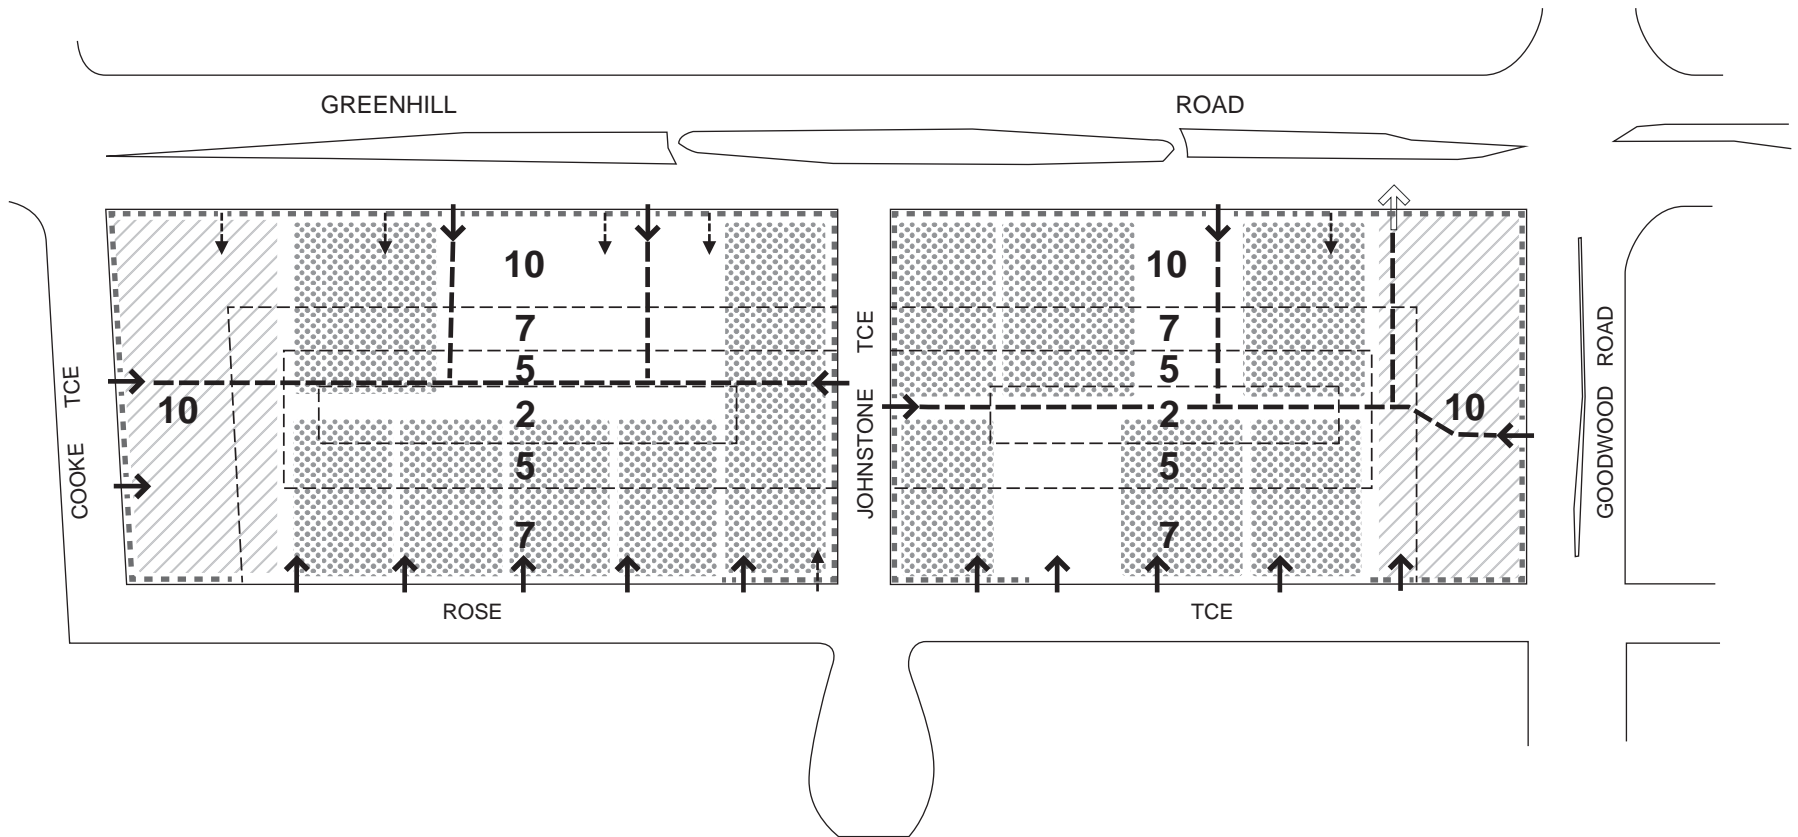 GREENHILL ROAD
10 10
7 7
5 5
10 2 2 10
5 5
7 7
COOKE TCE
JOHNSTONE TCE
GOODWOOD ROAD
ROSE TCE